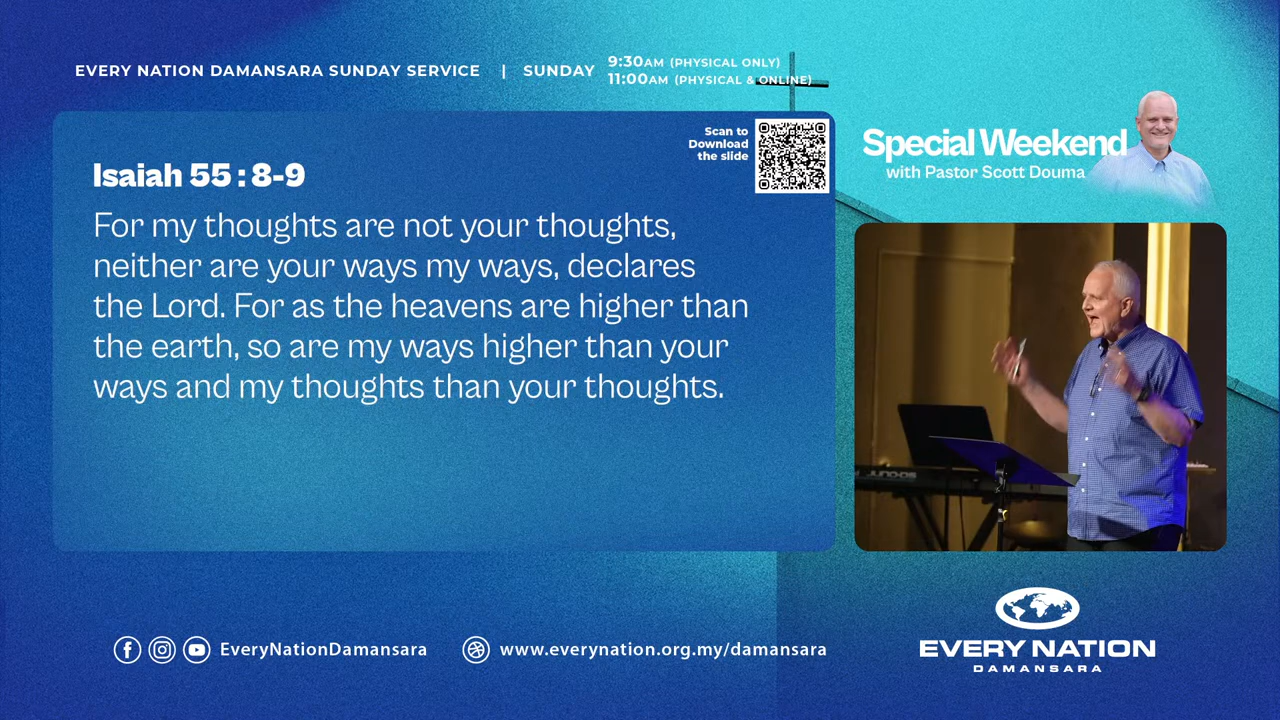 EVERY NATION DAMANSARA SUNDAY SERVICE | SUNDAY
9:30AM (PHYSICAL ONLY)
11:00AM (PHYSICAL & ONLINE)
Scan to
Download
the slide
Isaiah 55 : 8-9
For my thoughts are not your thoughts,
neither are your ways my ways, declares
the Lord. For as the heavens are higher than
the earth, so are my ways higher than your
ways and my thoughts than your thoughts.
Special Weekend
with Pastor Scott Douma
JUNO-DS
EveryNationDamansara
www.everynation.org.my/damansara
EVERY NATION
DAMANSARA